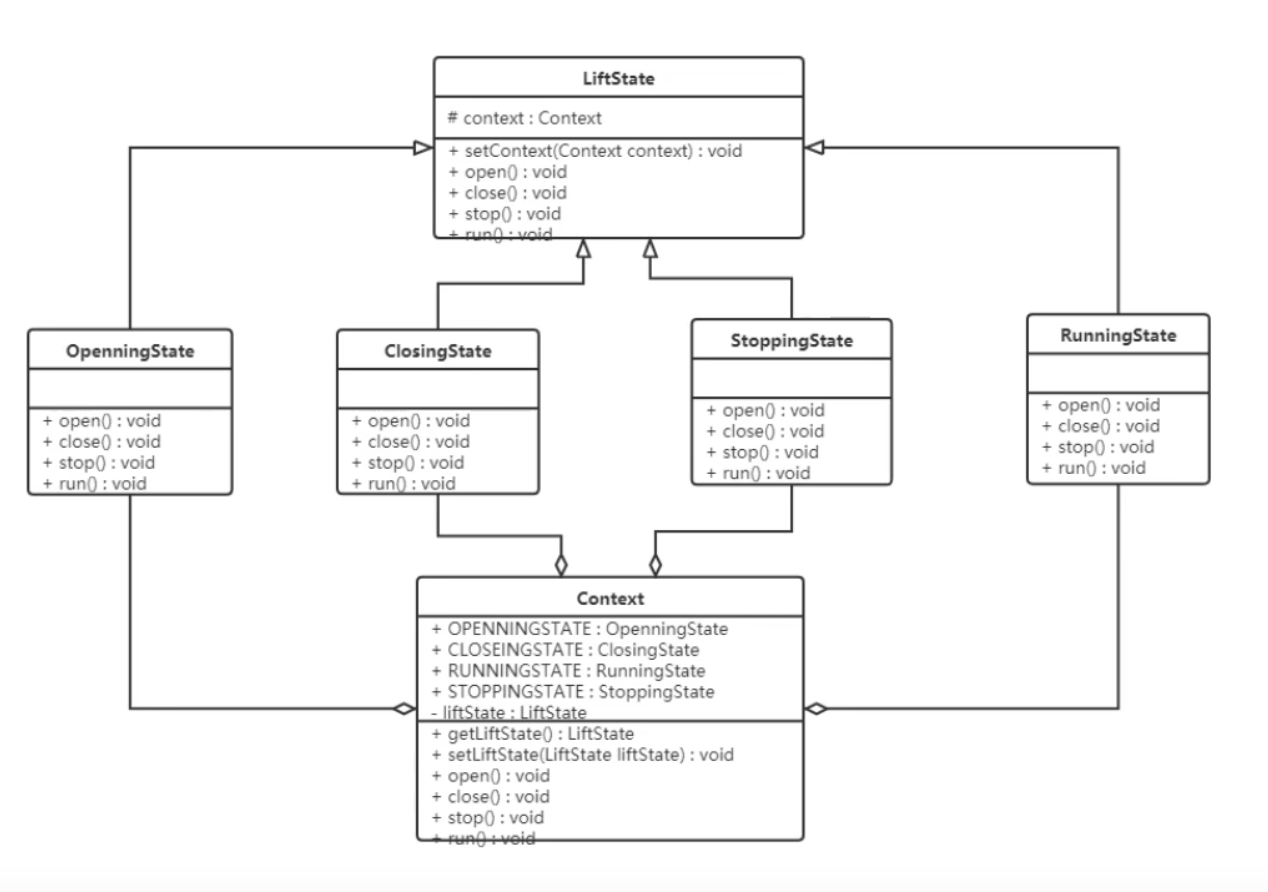 LiftState
# context : Context
+ setContext(Context context) : void
+ open() : void
+ close() : void
+ stop() : void
+ run() : void
OpenningState
+ open() : void
+ close() : void
+ stop() : void
+ run() : void
ClosingState
+ open() : void
+ close() : void
+ stop() : void
+ run() : void
StoppingState
+ open() : void
+ close() : void
+ stop() : void
+ run() : void
RunningState
+ open() : void
+ close() : void
+ stop() : void
+ run() : void
Context
+ OPENNINGSTATE : OpenningState
+ CLOSEINGSTATE : ClosingState
+ RUNNINGSTATE : RunningState
+ STOPPINGSTATE : StoppingState
- liftState : LiftState
+ getLiftState() : LiftState
+ setLiftState(LiftState liftState) : void
+ open() : void
+ close() : void
+ stop() : void
+ run() : void